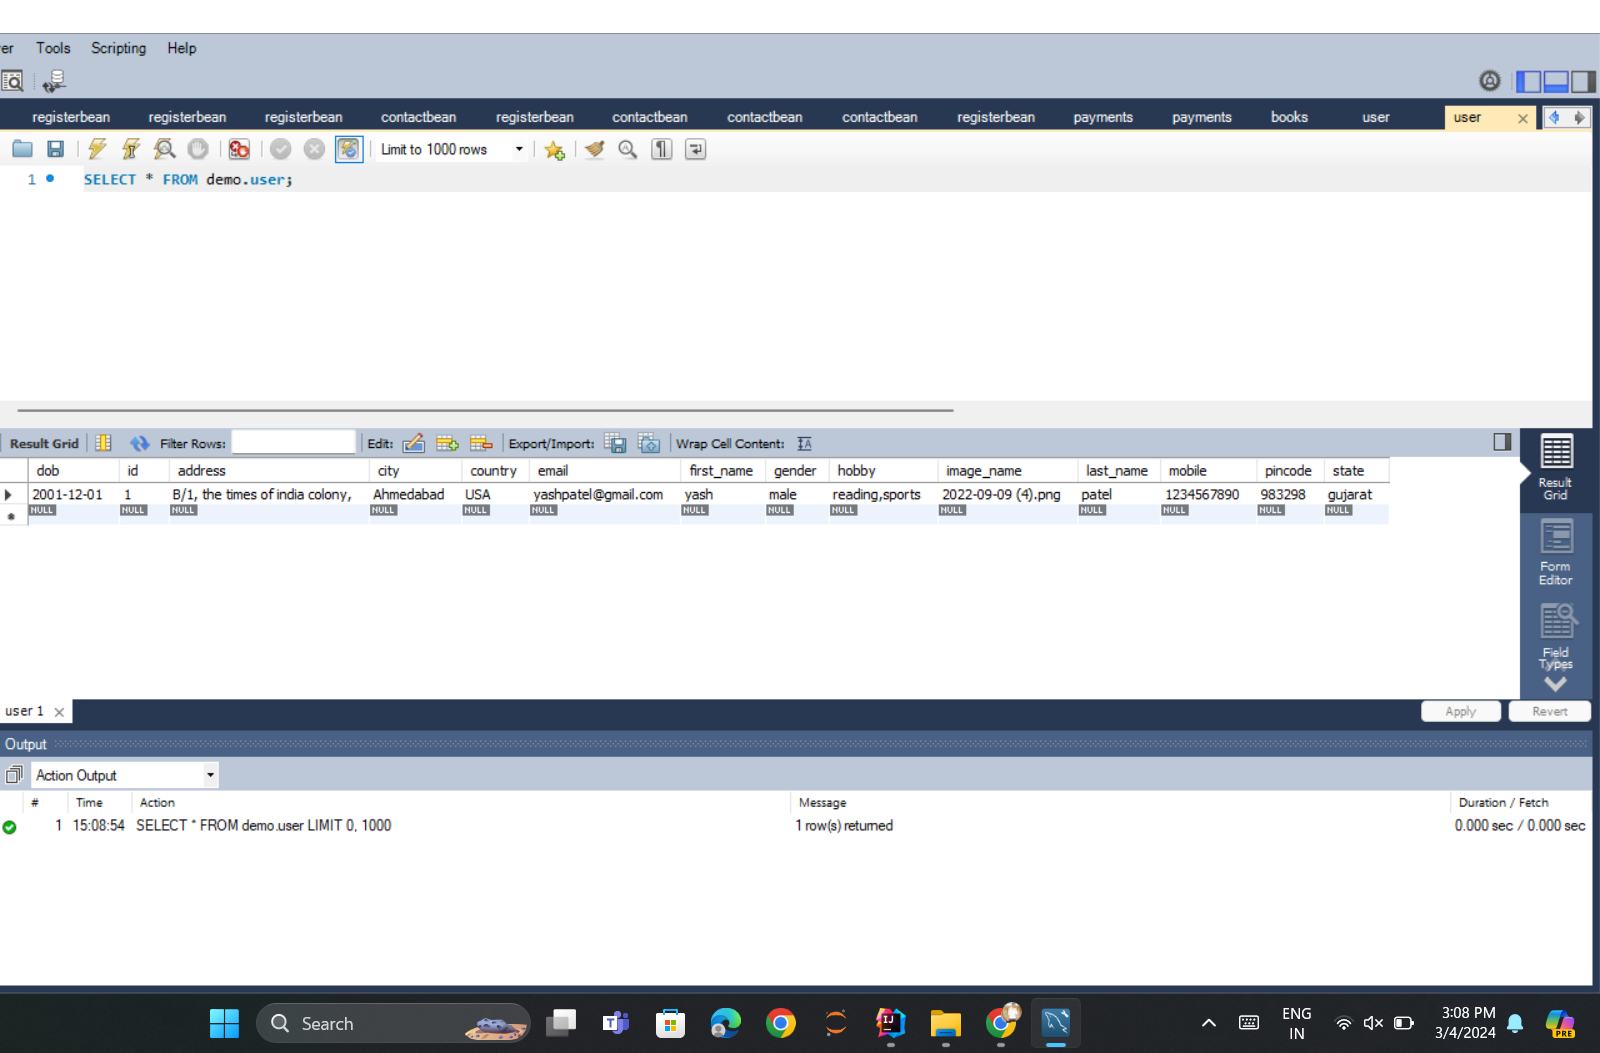 er Tools Scripting Help
registerbean registerbean registerbean contactbean registerbean contactbean contactbean contactbean registerbean payments payments books user user
Limit to 1000 rows
1 SELECT * FROM demo.user;
Result Grid Filter Rows: Edit: Export/Import: Wrap Cell Content:
dob id address city country email first_name gender hobby image_name last_name mobile pincode state
2001-12-01 1 B/1, the times of india colony, Ahmedabad USA yashpatel@gmail.com yash male reading,sports 2022-09-09 (4).png patel 1234567890 983298 gujarat
NULL NULL NULL NULL NULL NULL NULL NULL NULL NULL NULL NULL NULL NULL
Result
Grid
Form
Editor
Field
Types
user 1 Apply Revert
Output
Action Output
# Time Action Message Duration / Fetch
1 15:08:54 SELECT * FROM demo.user LIMIT 0, 1000 1 row(s) returned 0.000 sec / 0.000 sec
Search
ENG
IN
3:08 PM
3/4/2024
PRE